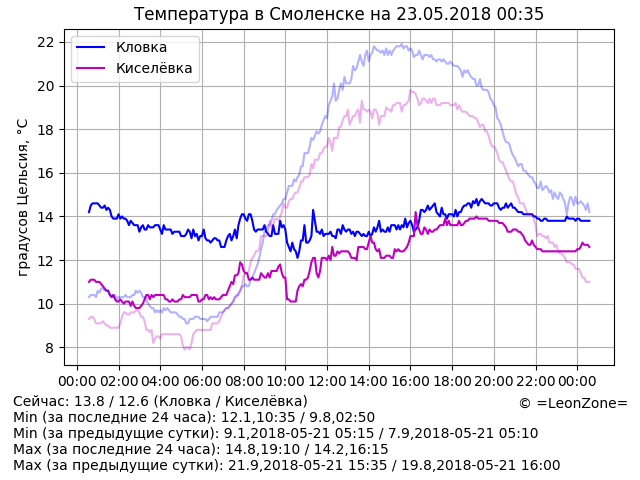 Температура в Смоленске на 23.05.2018 00:35
градусов Цельсия, °C
22
20
18
16
14
12
10
8
Кловка
Киселёвка
00:00 02:00 04:00 06:00 08:00 10:00 12:00 14:00 16:00 18:00 20:00 22:00 00:00
Сейчас: 13.8 / 12.6 (Кловка / Киселёвка)
© =LeonZone=
Min (за последние 24 часа): 12.1,10:35 / 9.8,02:50
Min (за предыдущие сутки): 9.1,2018-05-21 05:15 / 7.9,2018-05-21 05:10
Max (за последние 24 часа): 14.8,19:10 / 14.2,16:15
Max (за предыдущие сутки): 21.9,2018-05-21 15:35 / 19.8,2018-05-21 16:00